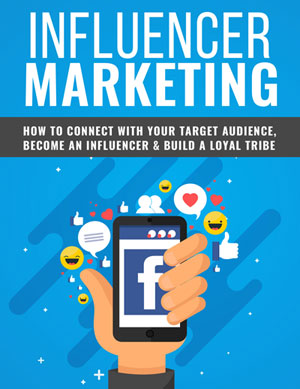 INFLUENCER
MARKETING
HOW TO CONNECT WITH YOUR TARGET AUDIENCE,
BECOME AN INFLUENCER & BUILD A LOYAL TRIBE
f